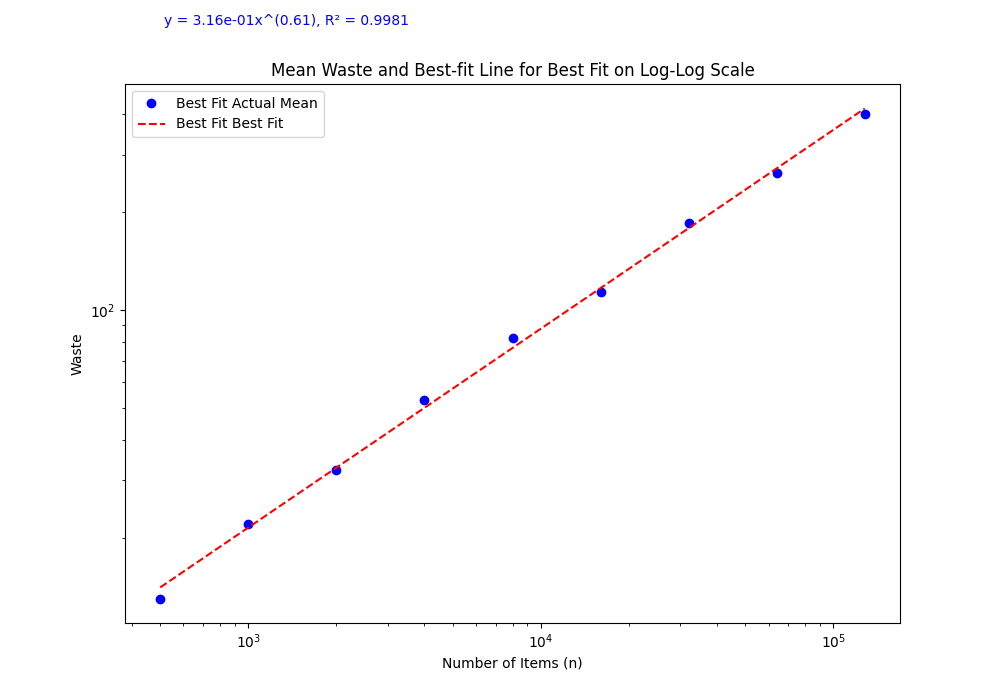 y = 3.16e-01x^(0.61), R² = 0.9981
Mean Waste and Best-fit Line for Best Fit on Log-Log Scale
Best Fit Actual Mean
Best Fit Best Fit
10²
Waste
10³ 10⁴ 10⁵
Number of Items (n)